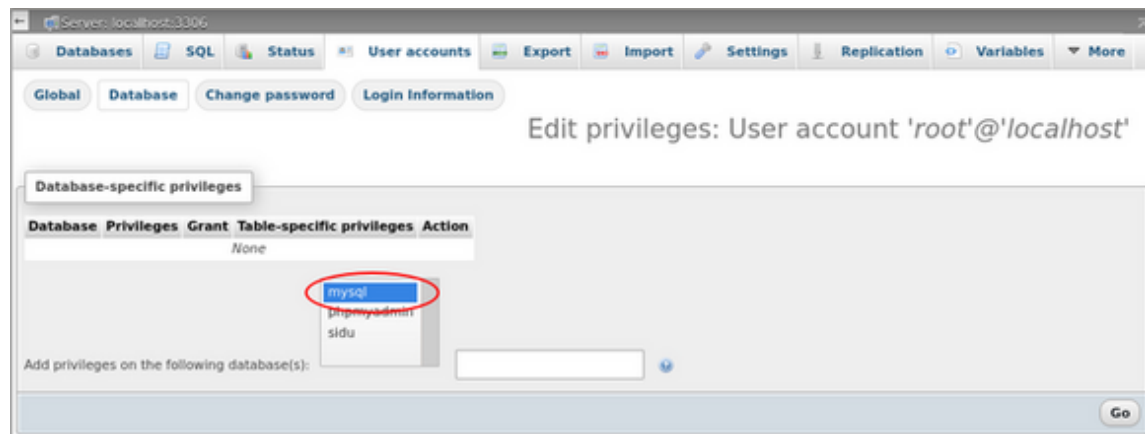 Server: localhost:3306
Databases SQL Status User accounts Export Import Settings Replication Variables More
Global Database Change password Login Information
Edit privileges: User account 'root'@'localhost'
Database-specific privileges
Database Privileges Grant Table-specific privileges Action
None
mysql
phpmyadmin
sidu
Add privileges on the following database(s):
Go